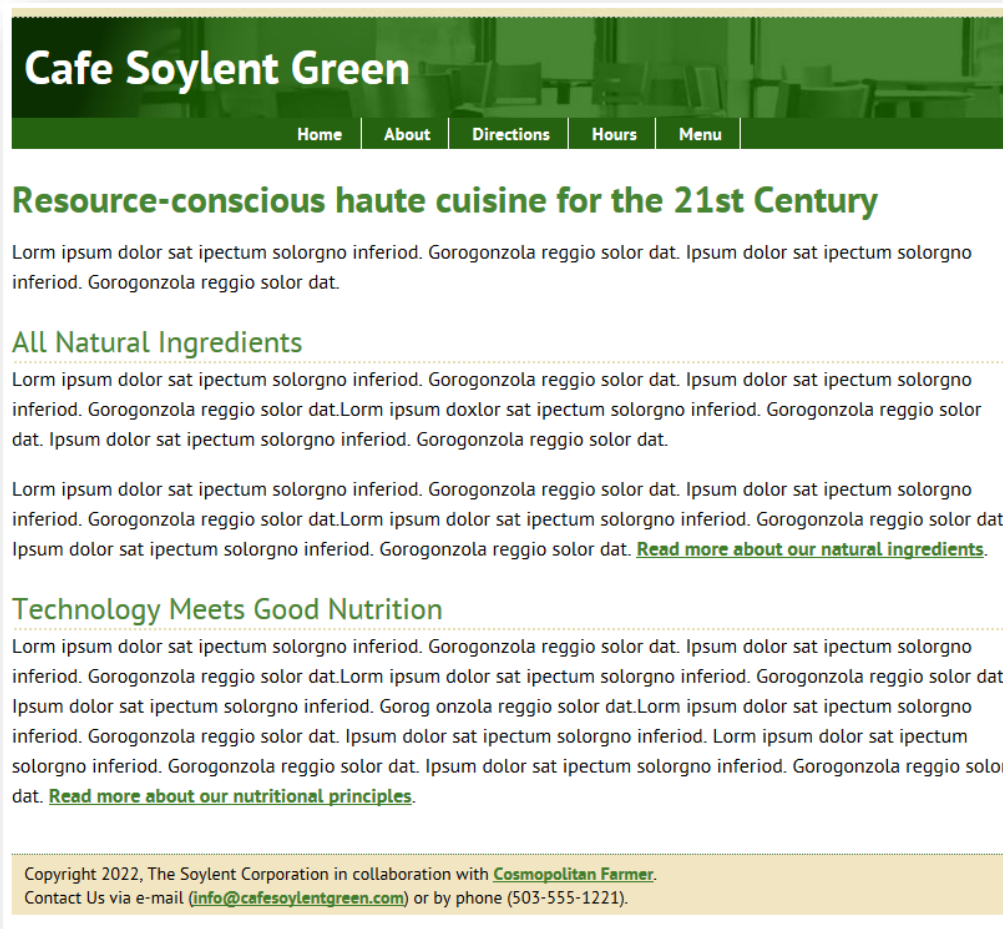 Cafe Soylent Green
Home About Directions Hours Menu
Resource-conscious haute cuisine for the 21st Century
Lorm ipsum dolor sat ipectum solorgno inferiod. Gorogonzola reggio solor dat. Ipsum dolor sat ipectum solorgno
inferiod. Gorogonzola reggio solor dat.
All Natural Ingredients
Lorm ipsum dolor sat ipectum solorgno inferiod. Gorogonzola reggio solor dat. Ipsum dolor sat ipectum solorgno
inferiod. Gorogonzola reggio solor dat.Lorm ipsum doxlor sat ipectum solorgno inferiod. Gorogonzola reggio solor
dat. Ipsum dolor sat ipectum solorgno inferiod. Gorogonzola reggio solor dat.
Lorm ipsum dolor sat ipectum solorgno inferiod. Gorogonzola reggio solor dat. Ipsum dolor sat ipectum solorgno
inferiod. Gorogonzola reggio solor dat.Lorm ipsum dolor sat ipectum solorgno inferiod. Gorogonzola reggio solor dat
Ipsum dolor sat ipectum solorgno inferiod. Gorogonzola reggio solor dat. Read more about our natural ingredients.
Technology Meets Good Nutrition
Lorm ipsum dolor sat ipectum solorgno inferiod. Gorogonzola reggio solor dat. Ipsum dolor sat ipectum solorgno
inferiod. Gorogonzola reggio solor dat.Lorm ipsum dolor sat ipectum solorgno inferiod. Gorogonzola reggio solor dat
Ipsum dolor sat ipectum solorgno inferiod. Gorog onzola reggio solor dat.Lorm ipsum dolor sat ipectum solorgno
inferiod. Gorogonzola reggio solor dat. Ipsum dolor sat ipectum solorgno inferiod. Lorm ipsum dolor sat ipectum
solorgno inferiod. Gorogonzola reggio solor dat. Ipsum dolor sat ipectum solorgno inferiod. Gorogonzola reggio solor
dat. Read more about our nutritional principles.
Copyright 2022, The Soylent Corporation in collaboration with Cosmopolitan Farmer.
Contact Us via e-mail (info@cafesoylentgreen.com) or by phone (503-555-1221).